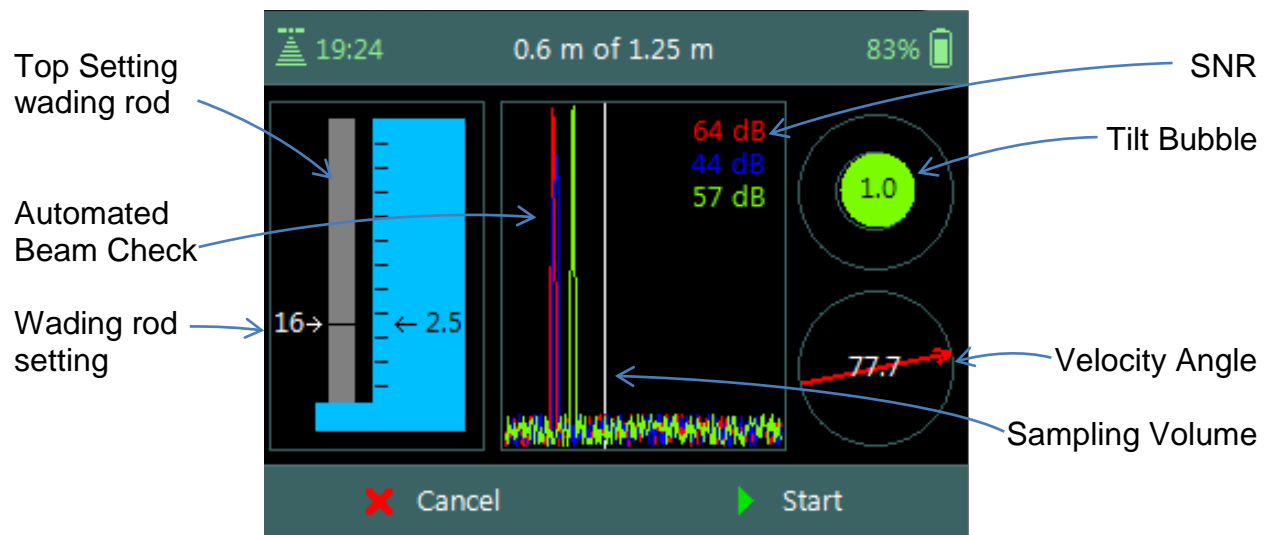 19:24 0.6 m of 1.25 m 83%
Top Setting
wading rod
Automated
Beam Check
Wading rod
setting
16→
← 2.5
64 dB
44 dB
57 dB
1.0
77.7
SNR
Tilt Bubble
Velocity Angle
Sampling Volume
Cancel Start